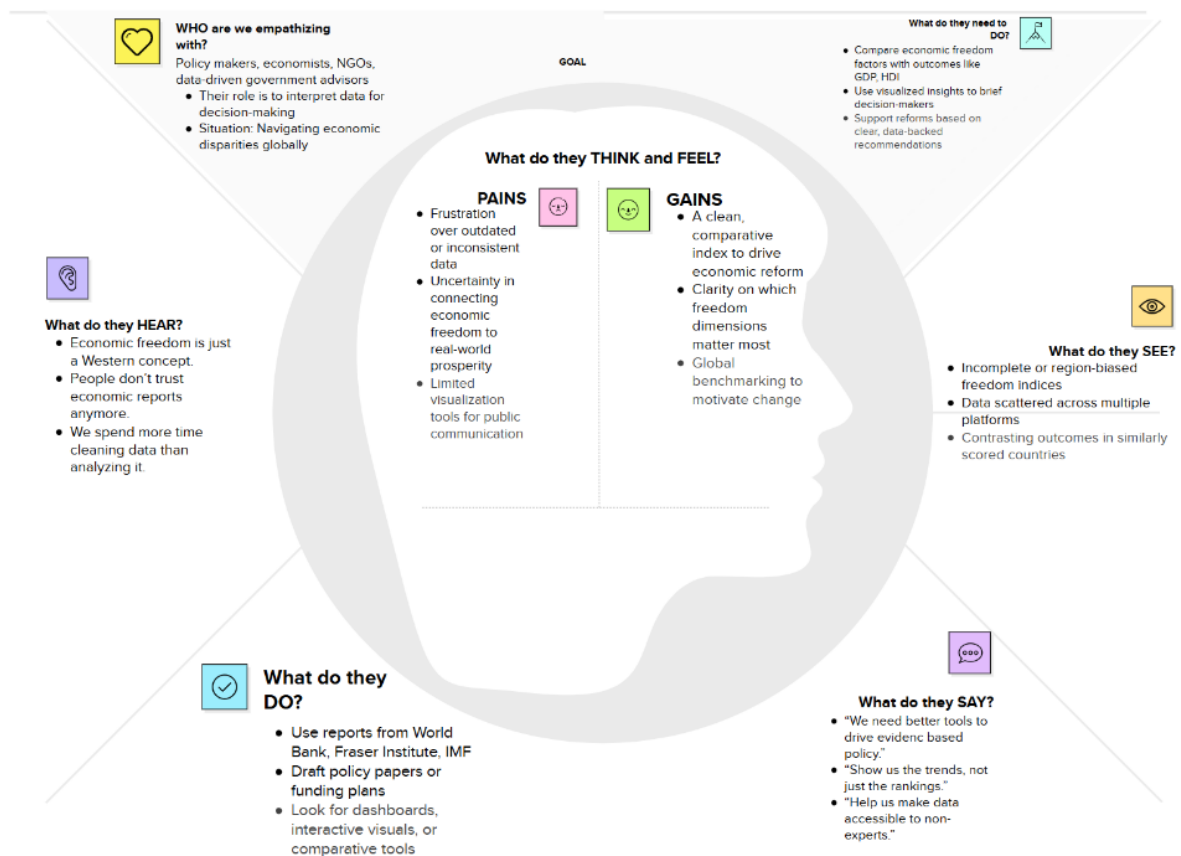 WHO are we empathizing
with?
Policy makers, economists, NGOs,
data-driven government advisors
● Their role is to interpret data for
decision-making
● Situation: Navigating economic
disparities globally
GOAL
What do they need to
DO?
● Compare economic freedom
factors with outcomes like
GDP, HDI
● Use visualized insights to brief
decision-makers
● Support reforms based on
clear, data-backed
recommendations
What do they THINK and FEEL?
PAINS
● Frustration
over outdated
or inconsistent
data
● Uncertainty in
connecting
economic
freedom to
real-world
prosperity
● Limited
visualization
tools for public
communication
GAINS
● A clean,
comparative
index to drive
economic reform
● Clarity on which
freedom
dimensions
matter most
● Global
benchmarking to
motivate change
What do they HEAR?
● Economic freedom is just
a Western concept.
● People don’t trust
economic reports
anymore.
● We spend more time
cleaning data than
analyzing it.
What do they SEE?
● Incomplete or region-biased
freedom indices
● Data scattered across multiple
platforms
● Contrasting outcomes in similarly
scored countries
What do they
DO?
● Use reports from World
Bank, Fraser Institute, IMF
● Draft policy papers or
funding plans
● Look for dashboards,
interactive visuals, or
comparative tools
What do they SAY?
● “We need better tools to
drive evidenc based
policy.”
● “Show us the trends, not
just the rankings.”
● “Help us make data
accessible to non-
experts.”